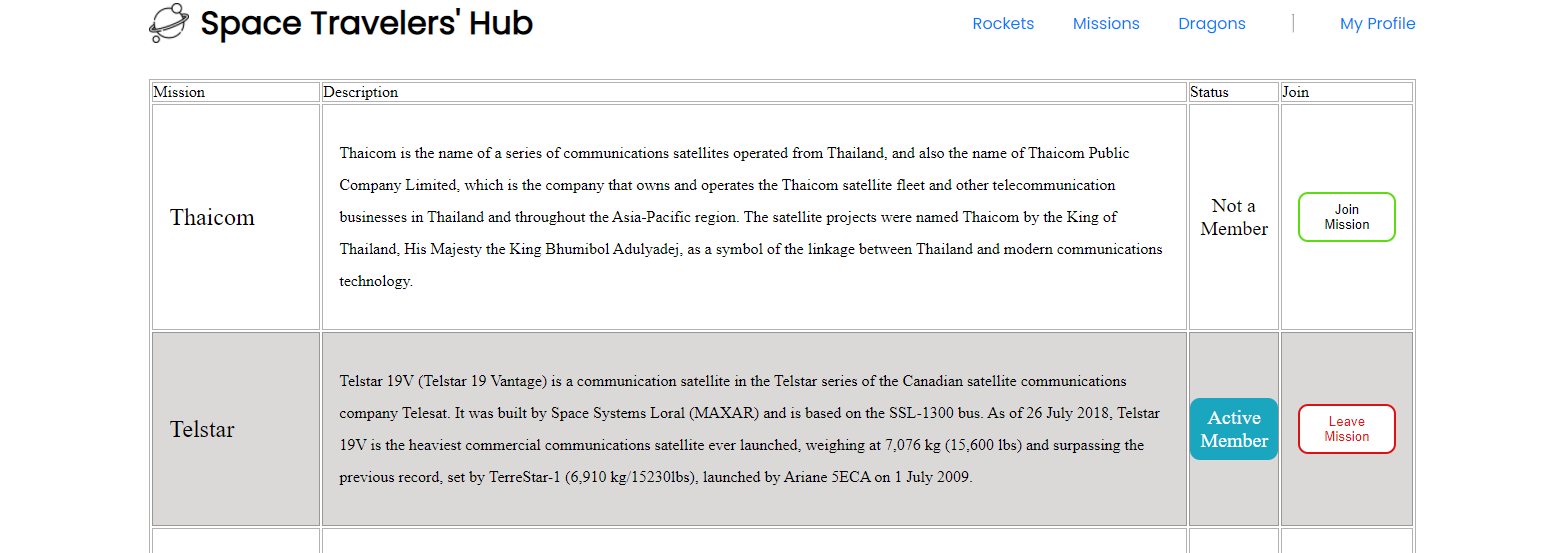 Space Travelers' Hub
Rockets Missions Dragons | My Profile
Mission Description Status Join
Thaicom
Thaicom is the name of a series of communications satellites operated from Thailand, and also the name of Thaicom Public
Company Limited, which is the company that owns and operates the Thaicom satellite fleet and other telecommunication
businesses in Thailand and throughout the Asia-Pacific region. The satellite projects were named Thaicom by the King of
Thailand, His Majesty the King Bhumibol Adulyadej, as a symbol of the linkage between Thailand and modern communications
technology.
Not a
Member
Join
Mission
Telstar
Telstar 19V (Telstar 19 Vantage) is a communication satellite in the Telstar series of the Canadian satellite communications
company Telesat. It was built by Space Systems Loral (MAXAR) and is based on the SSL-1300 bus. As of 26 July 2018, Telstar
19V is the heaviest commercial communications satellite ever launched, weighing at 7,076 kg (15,600 lbs) and surpassing the
previous record, set by TerreStar-1 (6,910 kg/15230lbs), launched by Ariane 5ECA on 1 July 2009.
Active
Member
Leave
Mission